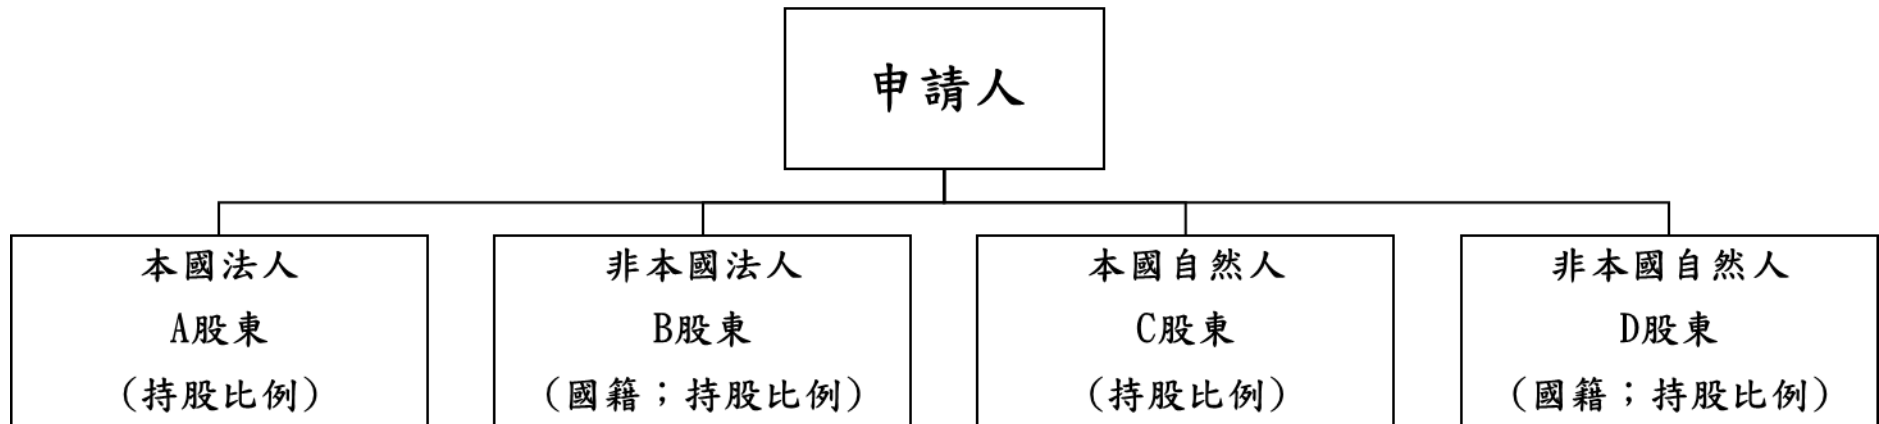 申請人
本國法人
A股東
(持股比例)
非本國法人
B股東
(國籍；持股比例)
本國自然人
C股東
(持股比例)
非本國自然人
D股東
(國籍；持股比例)